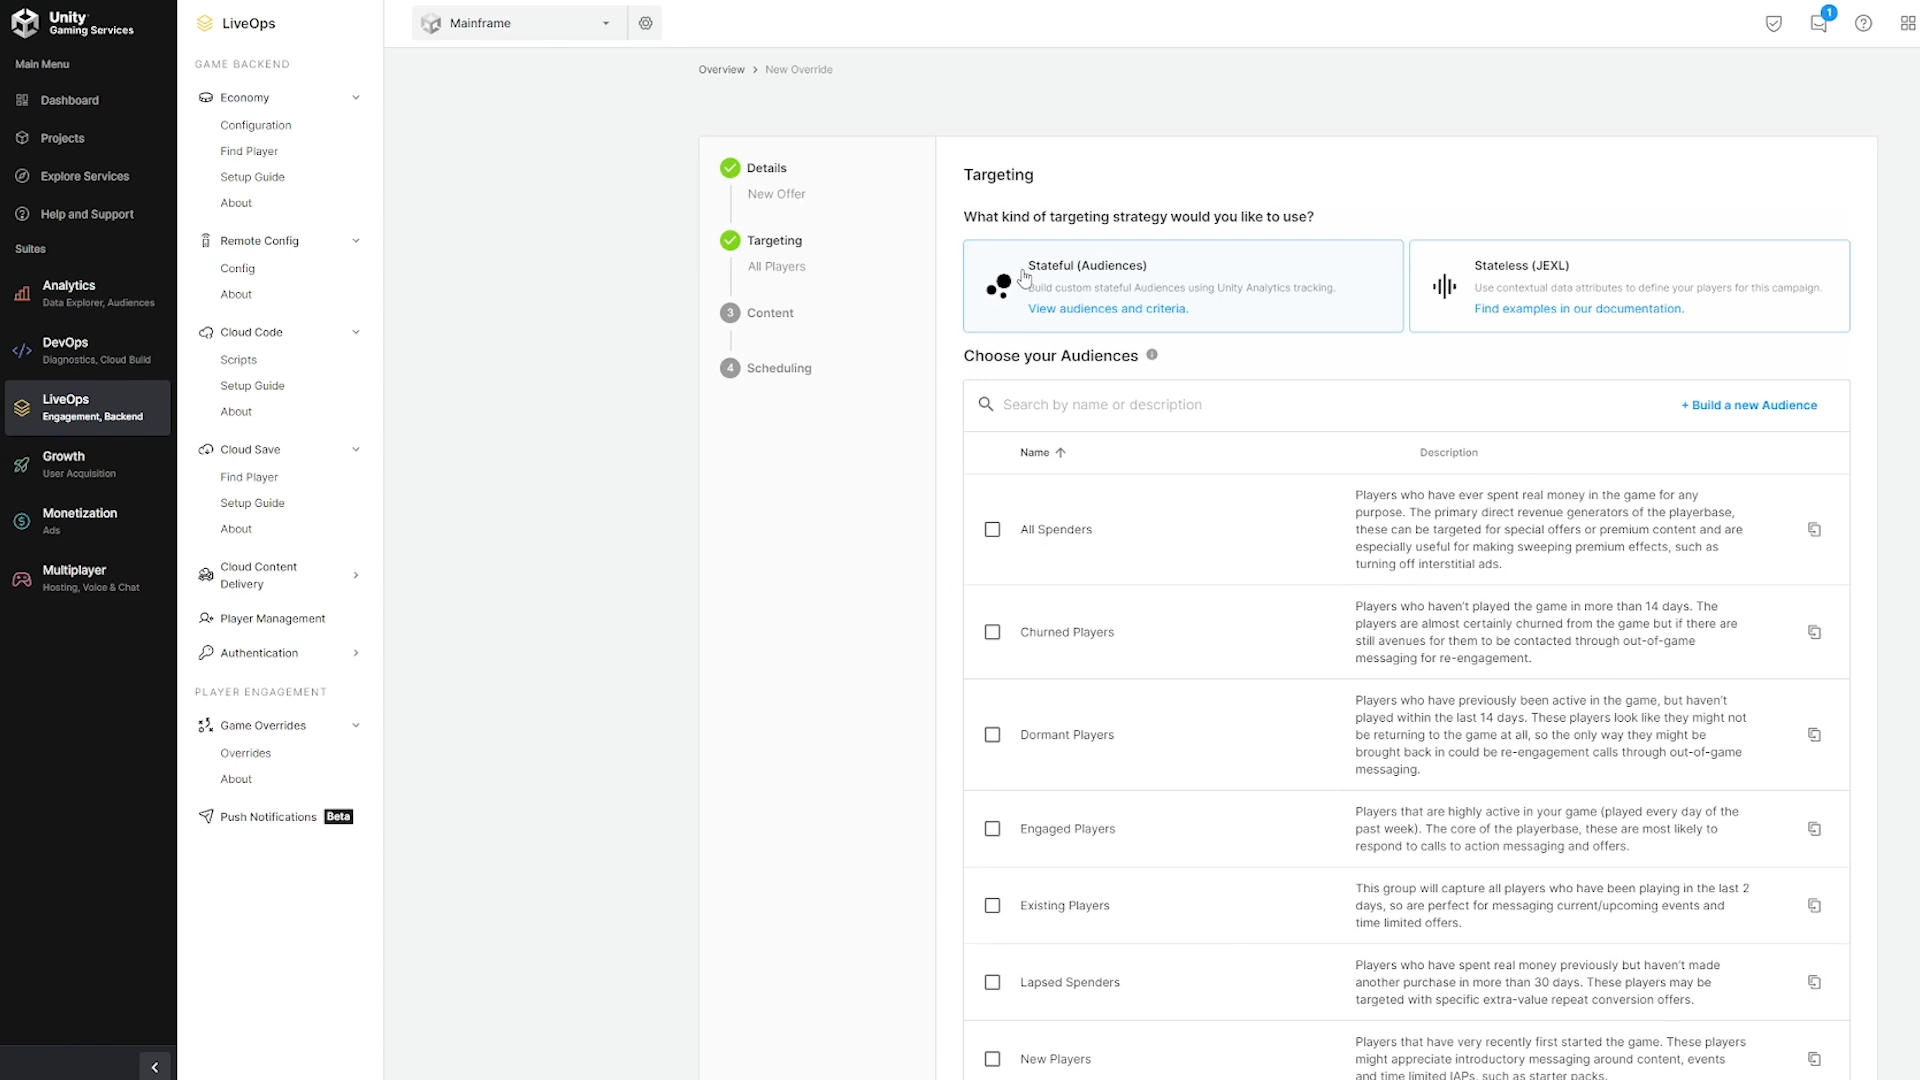 Unity
Gaming Services
Main Menu
Dashboard
Projects
Explore Services
Help and Support
Suites
Analytics
Data Explorer, Audiences
DevOps
Diagnostics, Cloud Build
LiveOps
Engagement, Backend
Growth
User Acquisition
Monetization
Ads
Multiplayer
Hosting, Voice & Chat
LiveOps
GAME BACKEND
Economy
Configuration
Find Player
Setup Guide
About
Remote Config
Config
About
Cloud Code
Scripts
Setup Guide
About
Cloud Save
Find Player
Setup Guide
About
Cloud Content
Delivery
Player Management
Authentication
PLAYER ENGAGEMENT
Game Overrides
Overrides
About
Push Notifications Beta
Mainframe
1
Overview > New Override
Details
New Offer
Targeting
All Players
3 Content
4 Scheduling
Targeting
What kind of targeting strategy would you like to use?
Stateful (Audiences)
Build custom stateful Audiences using Unity Analytics tracking.
View audiences and criteria.
Stateless (JEXL)
Use contextual data attributes to define your players for this campaign.
Find examples in our documentation.
Choose your Audiences
Search by name or description
+ Build a new Audience
Name
Description
All Spenders
Players who have ever spent real money in the game for any
purpose. The primary direct revenue generators of the playerbase,
these can be targeted for special offers or premium content and are
especially useful for making sweeping premium effects, such as
turning off interstitial ads.
Churned Players
Players who haven't played the game in more than 14 days. The
players are almost certainly churned from the game but if there are
still avenues for them to be contacted through out-of-game
messaging for re-engagement.
Dormant Players
Players who have previously been active in the game, but haven't
played within the last 14 days. These players look like they might not
be returning to the game at all, so the only way they might be
brought back in could be re-engagement calls through out-of-game
messaging.
Engaged Players
Players that are highly active in your game (played every day of the
past week). The core of the playerbase, these are most likely to
respond to calls to action messaging and offers.
Existing Players
This group will capture all players who have been playing in the last 2
days, so are perfect for messaging current/upcoming events and
time limited offers.
Lapsed Spenders
Players who have spent real money previously but haven't made
another purchase in more than 30 days. These players may be
targeted with specific extra-value repeat conversion offers.
New Players
Players that have very recently first started the game. These players
might appreciate introductory messaging around content, events
and time limited IAPs, such as starter packs.